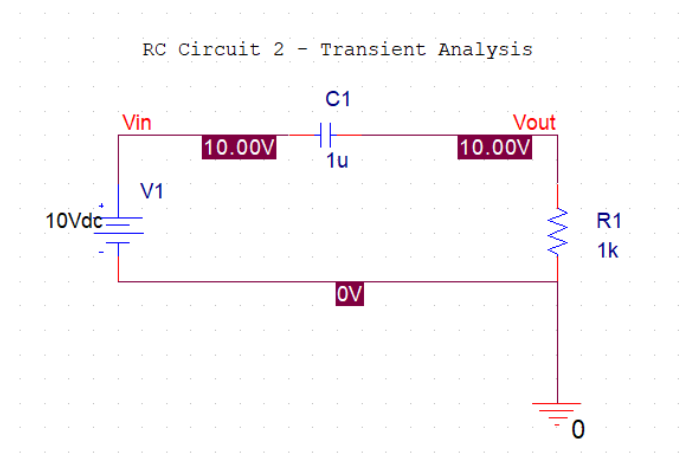 RC Circuit 2 - Transient Analysis
C1
Vin
Vout
10.00V
10.00V
1u
V1
10Vdc
+
-
R1
1k
0V
0